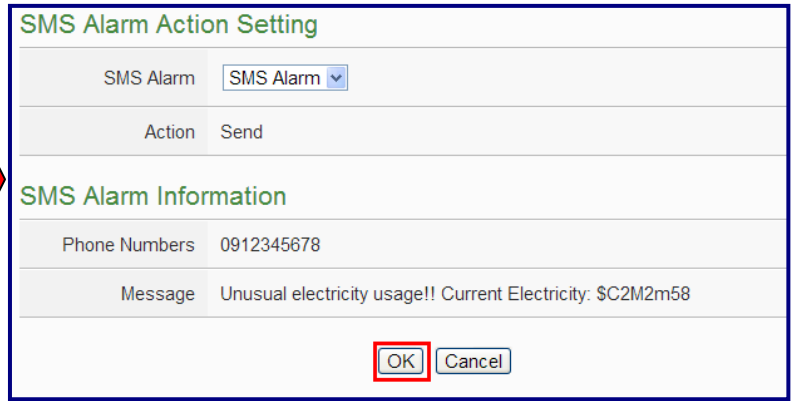 SMS Alarm Action Setting
SMS Alarm SMS Alarm
Action Send
SMS Alarm Information
Phone Numbers 0912345678
Message Unusual electricity usage!! Current Electricity: $C2M2m58
OK Cancel